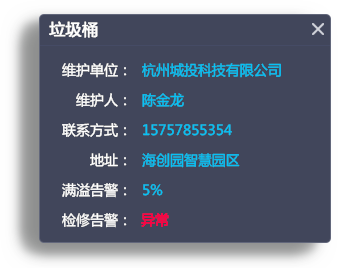 垃圾桶
维护单位： 杭州城投科技有限公司
维护人： 陈金龙
联系方式： 15757855354
地址： 海创园智慧园区
满溢告警： 5%
检修告警： 异常